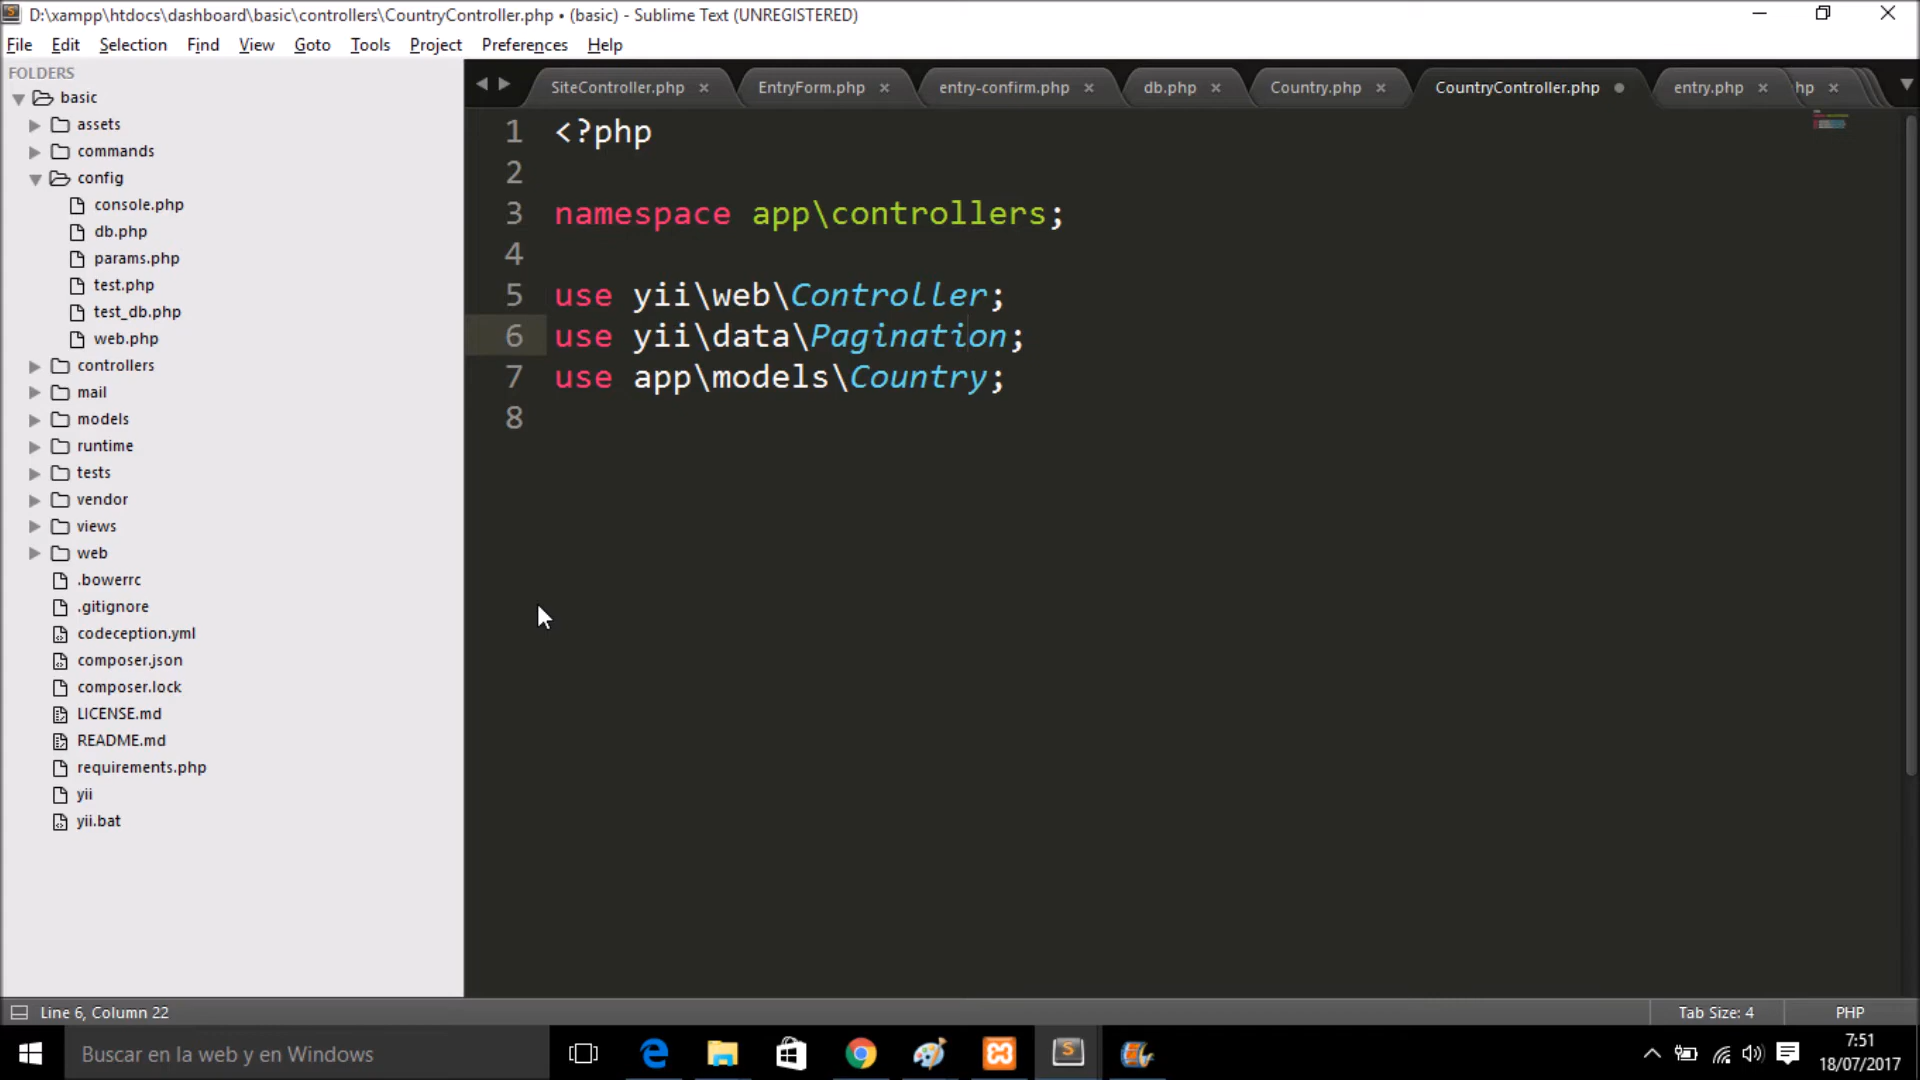 D:\xampp\htdocs\dashboard\basic\controllers\CountryController.php • (basic) - Sublime Text (UNREGISTERED)
File Edit Selection Find View Goto Tools Project Preferences Help
FOLDERS
basic
assets
commands
config
console.php
db.php
params.php
test.php
test_db.php
web.php
controllers
mail
models
runtime
tests
vendor
views
web
.bowerrc
.gitignore
codeception.yml
composer.json
composer.lock
LICENSE.md
README.md
requirements.php
yii
yii.bat
SiteController.php × EntryForm.php × entry-confirm.php × db.php × Country.php × CountryController.php • entry.php × hp ×
1 <?php
2
3 namespace app\controllers;
4
5 use yii\web\Controller;
6 use yii\data\Pagination;
7 use app\models\Country;
8
Line 6, Column 22 Tab Size: 4 PHP
Buscar en la web y en Windows
7:51
18/07/2017